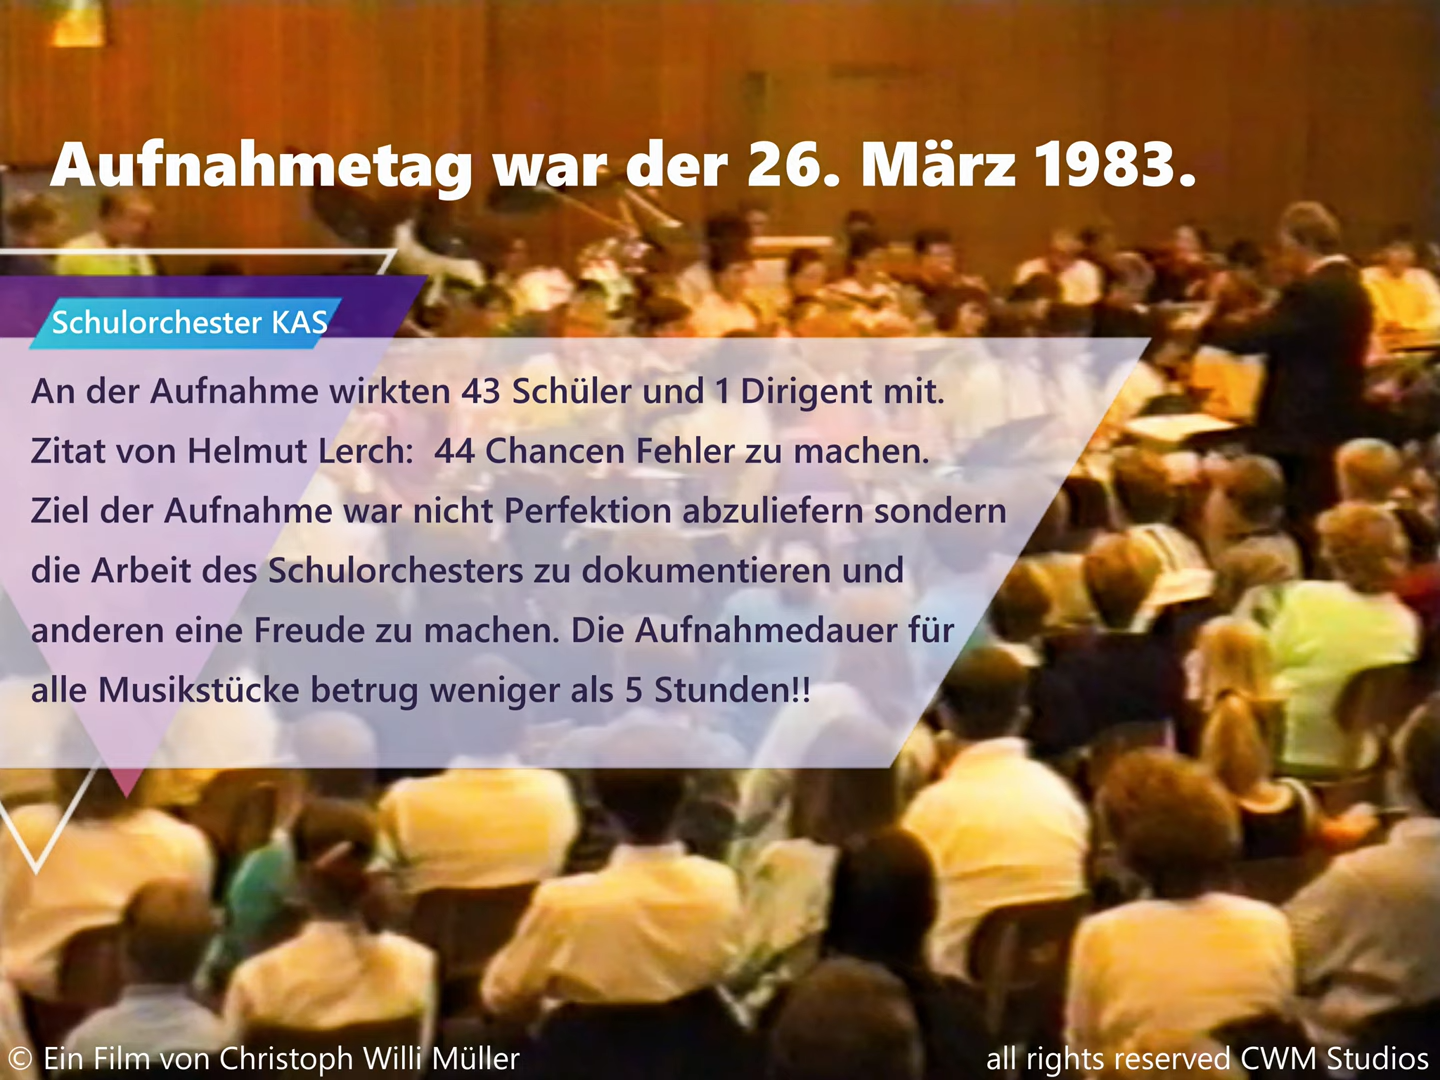 Aufnahmetag war der 26. März 1983.
Schulorchester KAS
An der Aufnahme wirkten 43 Schüler und 1 Dirigent mit.
Zitat von Helmut Lerch:  44 Chancen Fehler zu machen.
Ziel der Aufnahme war nicht Perfektion abzuliefern sondern
die Arbeit des Schulorchesters zu dokumentieren und
anderen eine Freude zu machen. Die Aufnahmedauer für
alle Musikstücke betrug weniger als 5 Stunden!!
© Ein Film von Christoph Willi Müller
all rights reserved CWM Studios